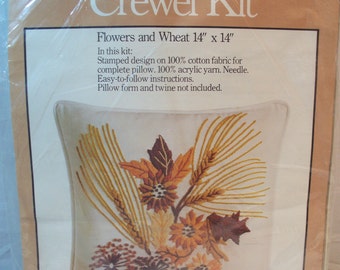 Crewel Kit
Flowers and Wheat 14" x 14"
In this kit:
Stamped design on 100% cotton fabric for
complete pillow, 100% acrylic yarn. Needle.
Easy-to-follow instructions.
Pillow form and twine not included.